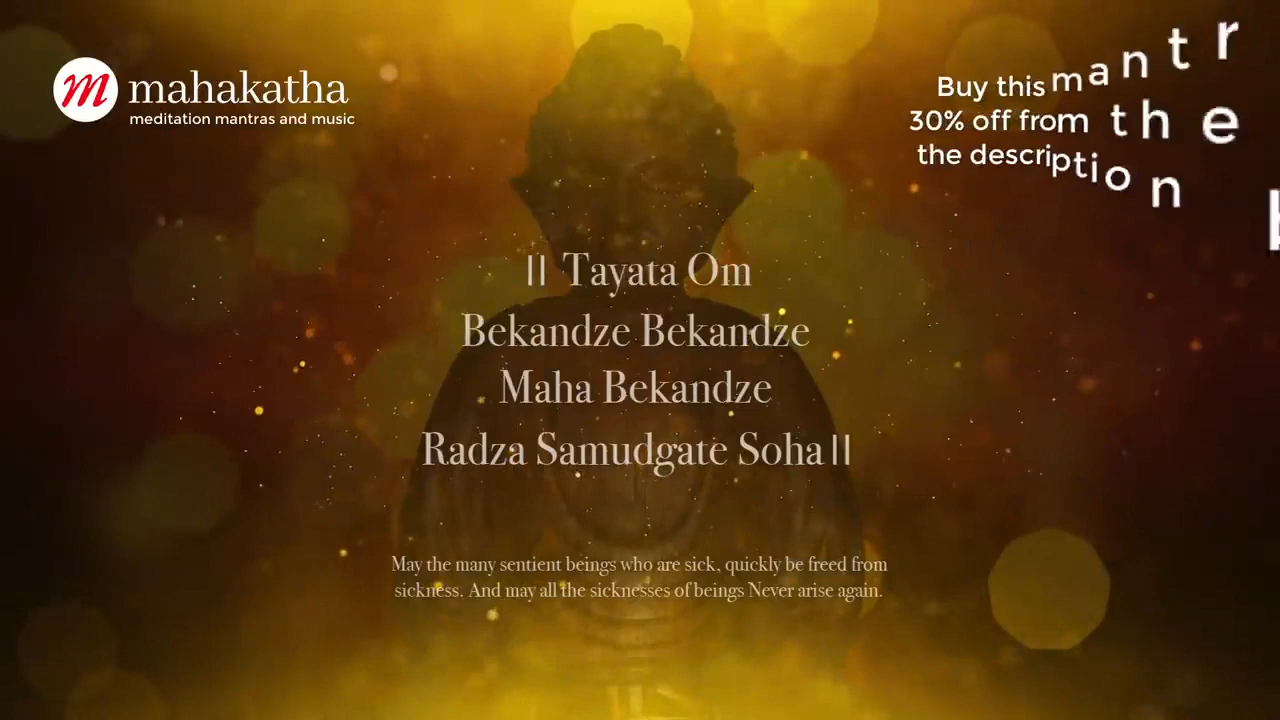 mahakatha
meditation mantras and music
Buy this mantr
30% off from the
the description
|| Tayata Om
Bekandze Bekandze
Maha Bekandze
Radza Samudgate Soha ||
May the many sentient beings who are sick, quickly be freed from
sickness. And may all the sicknesses of beings Never arise again.